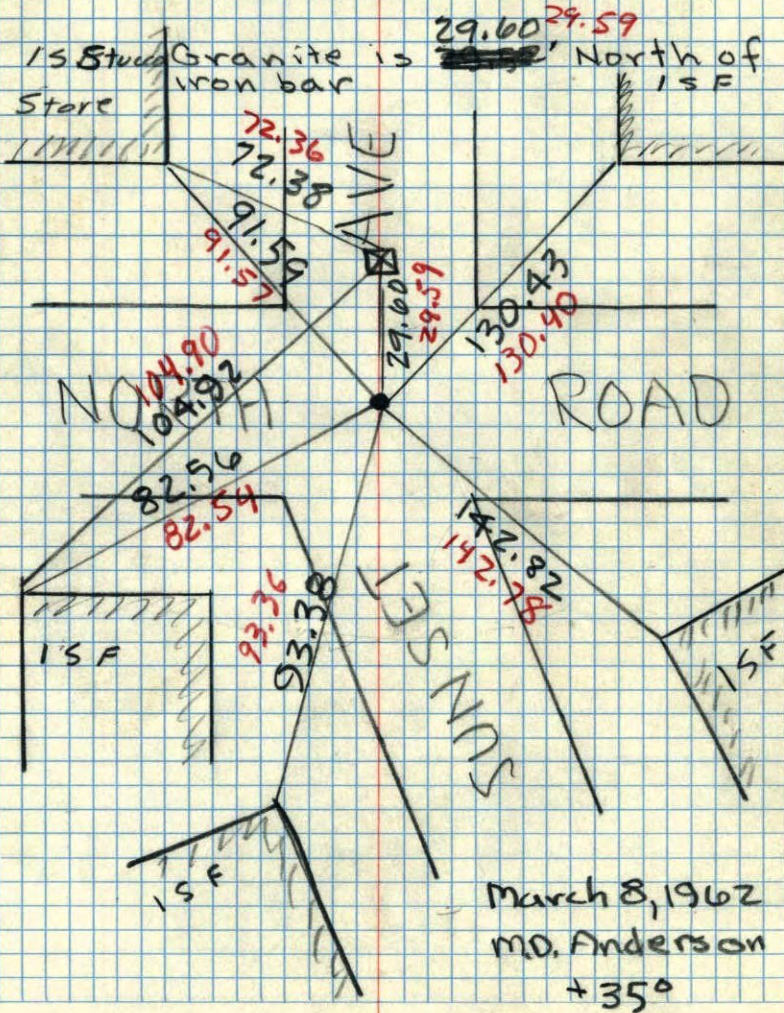 29.60 29.59
1S Stucco Granite is North of
iron bar
1 S F
Store
72.36
72.38
AVE
91.59
91.57
29.60
29.59
130.43
130.40
104.90
104.92
NORTH
ROAD
82.56
82.54
142.82
142.78
93.36
93.38
SUNSET
1 S F
1 S F
1 S F
March 8, 1962
M.D. Anderson
+35°